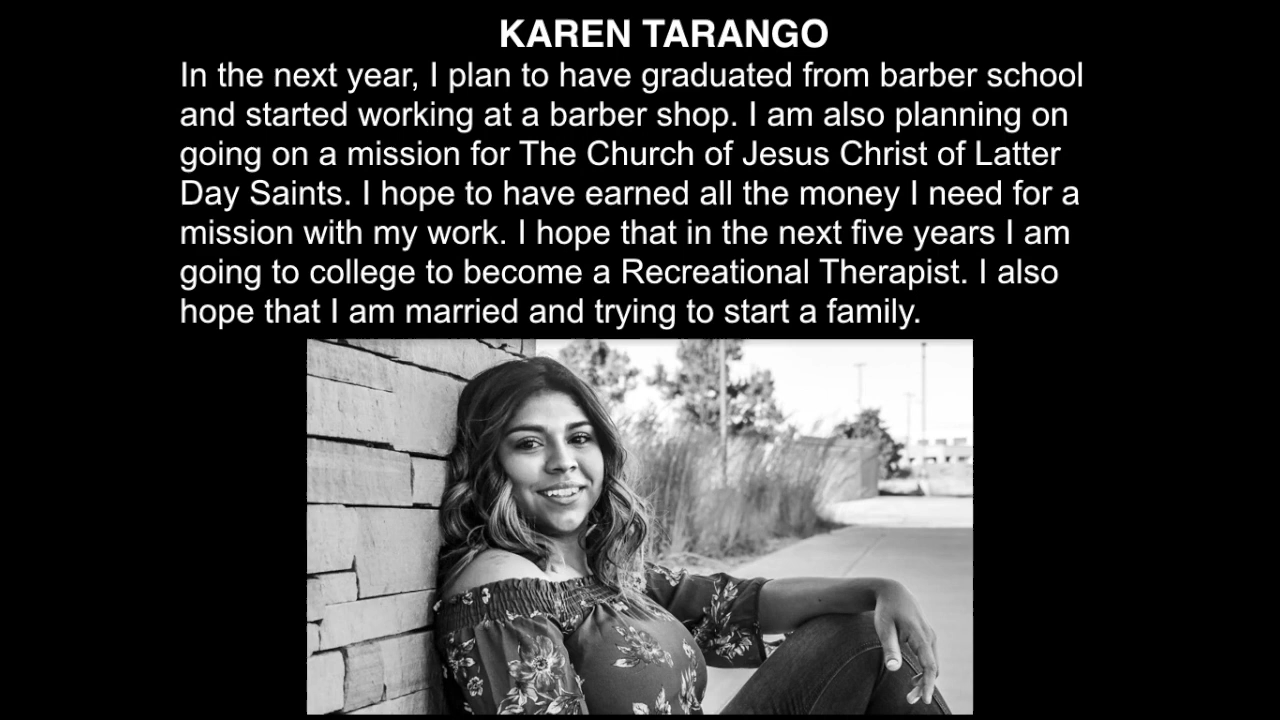 KAREN TARANGO
In the next year, I plan to have graduated from barber school
and started working at a barber shop. I am also planning on
going on a mission for The Church of Jesus Christ of Latter
Day Saints. I hope to have earned all the money I need for a
mission with my work. I hope that in the next five years I am
going to college to become a Recreational Therapist. I also
hope that I am married and trying to start a family.